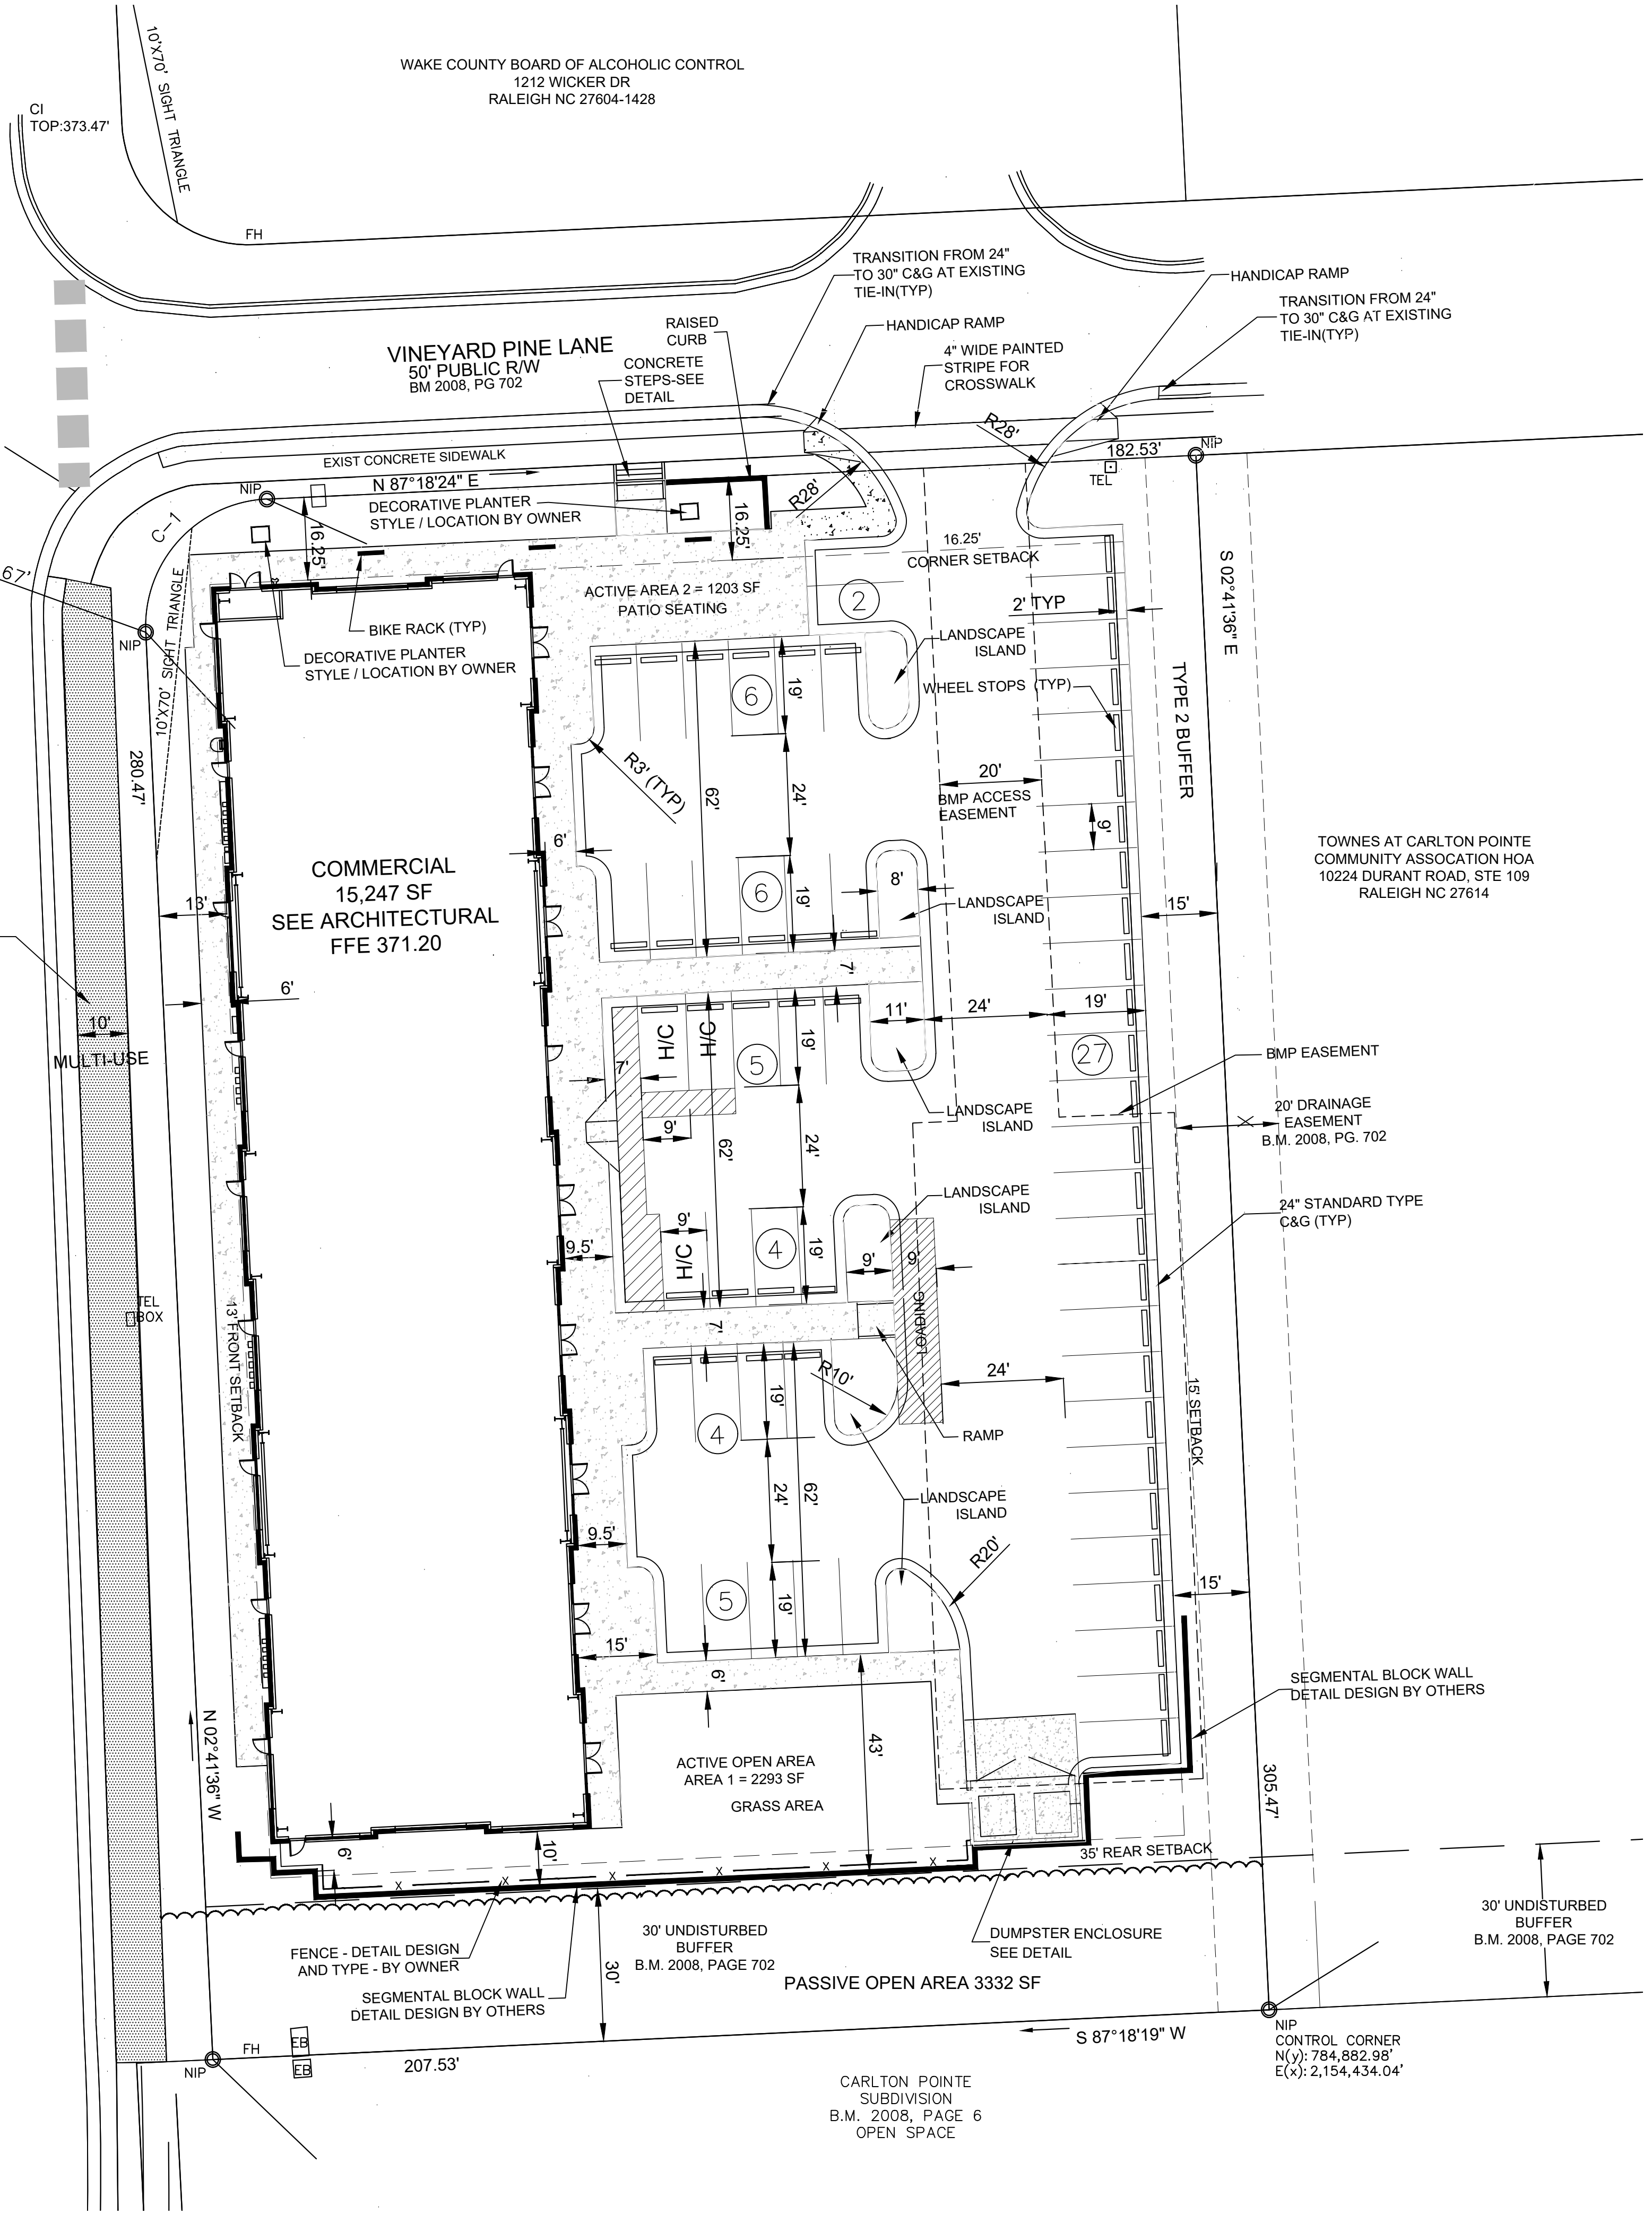 10'X70' SIGHT TRIANGLE
WAKE COUNTY BOARD OF ALCOHOLIC CONTROL
1212 WICKER DR
RALEIGH NC 27604-1428
CI
TOP:373.47'
FH
TRANSITION FROM 24"
TO 30" C&G AT EXISTING
TIE-IN(TYP)
HANDICAP RAMP
TRANSITION FROM 24"
TO 30" C&G AT EXISTING
TIE-IN(TYP)
RAISED
CURB
HANDICAP RAMP
VINEYARD PINE LANE
50' PUBLIC R/W
BM 2008, PG 702
CONCRETE
STEPS-SEE
DETAIL
4" WIDE PAINTED
STRIPE FOR
CROSSWALK
R28'
182.53'
NIP
TEL
EXIST CONCRETE SIDEWALK
N 87°18'24" E
NIP
DECORATIVE PLANTER
STYLE / LOCATION BY OWNER
C-1
16.25'
16.25'
R28'
16.25'
CORNER SETBACK
67'
NIP
10'X70' SIGHT TRIANGLE
ACTIVE AREA 2 = 1203 SF
PATIO SEATING
2
2' TYP
BIKE RACK (TYP)
DECORATIVE PLANTER
STYLE / LOCATION BY OWNER
LANDSCAPE
ISLAND
S 02°41'36" E
TYPE 2 BUFFER
6
19'
WHEEL STOPS (TYP)
280.47'
R3' (TYP)
62'
24'
20'
BMP ACCESS
EASEMENT
9'
6'
COMMERCIAL
15,247 SF
SEE ARCHITECTURAL
FFE 371.20
TOWNES AT CARLTON POINTE
COMMUNITY ASSOCATION HOA
10224 DURANT ROAD, STE 109
RALEIGH NC 27614
6
19'
8'
LANDSCAPE
ISLAND
13'
15'
7'
6'
10'
MULTI-USE
11'
24'
19'
H/C
H/C
5
19'
27
BMP EASEMENT
7'
9'
62'
24'
LANDSCAPE
ISLAND
20' DRAINAGE
EASEMENT
B.M. 2008, PG. 702
LANDSCAPE
ISLAND
24" STANDARD TYPE
C&G (TYP)
9'
H/C
4
19'
9'
9'
9.5'
LOADING
TEL
BOX
7'
13' FRONT SETBACK
R10'
19'
24'
15' SETBACK
4
RAMP
24'
62'
LANDSCAPE
ISLAND
9.5'
R20'
15'
5
19'
15'
6'
SEGMENTAL BLOCK WALL
DETAIL DESIGN BY OTHERS
N 02°41'36" W
43'
ACTIVE OPEN AREA
AREA 1 = 2293 SF
GRASS AREA
305.47'
6'
10'
35' REAR SETBACK
X
X
X
X
X
X
FENCE - DETAIL DESIGN
AND TYPE - BY OWNER
30' UNDISTURBED
BUFFER
B.M. 2008, PAGE 702
DUMPSTER ENCLOSURE
SEE DETAIL
30' UNDISTURBED
BUFFER
B.M. 2008, PAGE 702
30'
PASSIVE OPEN AREA 3332 SF
SEGMENTAL BLOCK WALL
DETAIL DESIGN BY OTHERS
S 87°18'19" W
NIP
CONTROL CORNER
N(y): 784,882.98'
E(x): 2,154,434.04'
FH
EB
EB
NIP
207.53'
CARLTON POINTE
SUBDIVISION
B.M. 2008, PAGE 6
OPEN SPACE